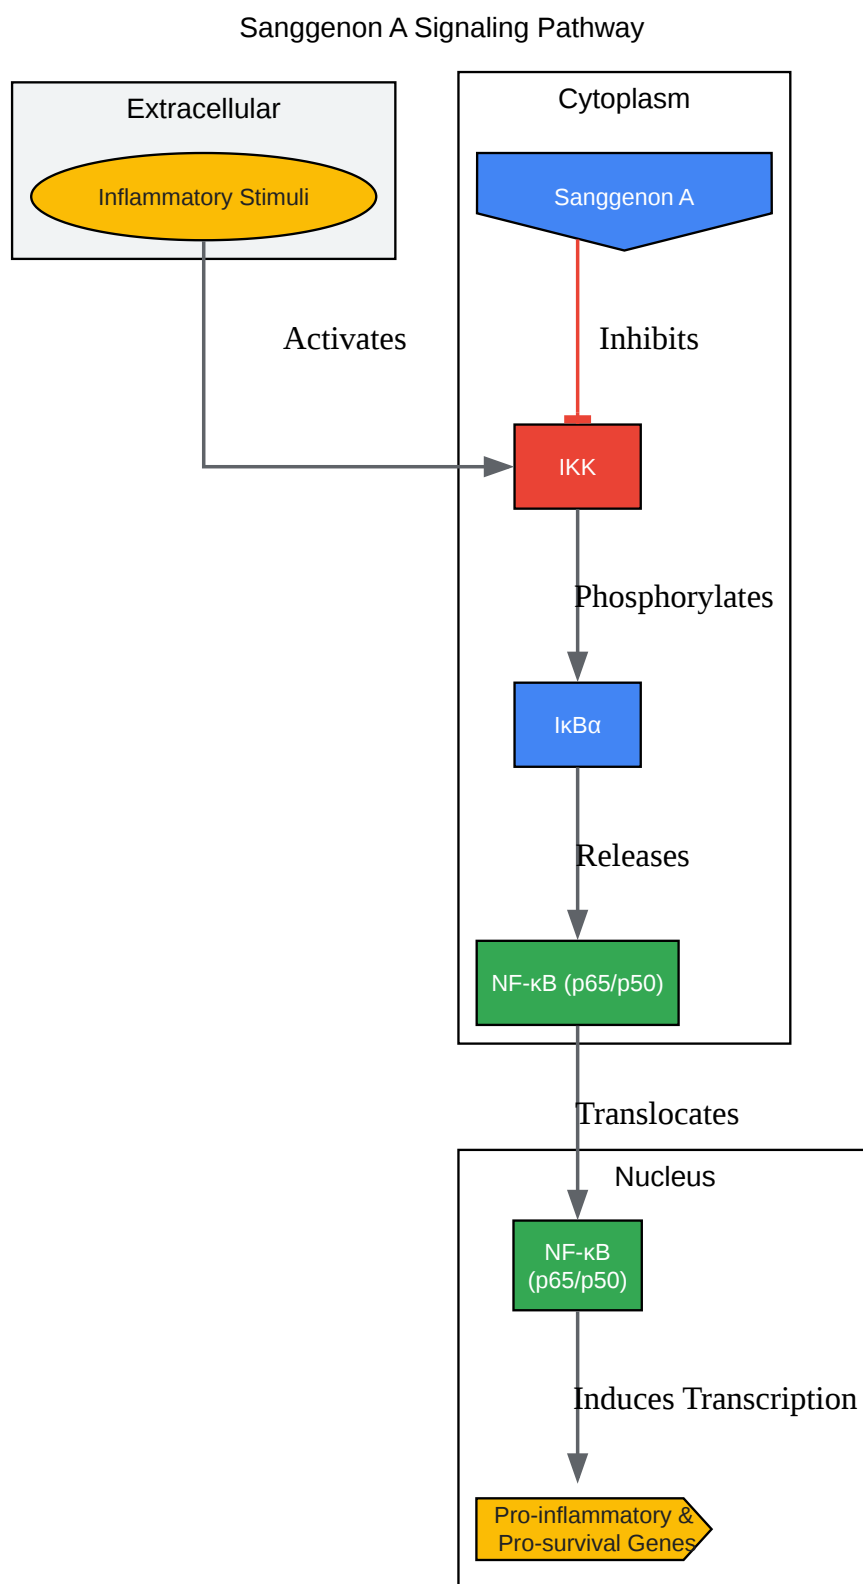 Sanggenon A Signaling Pathway
Extracellular
Cytoplasm
Inflammatory Stimuli
Sanggenon A
Activates
Inhibits
IKK
Phosphorylates
IκBα
Releases
NF-κB (p65/p50)
Translocates
Nucleus
NF-κB
(p65/p50)
Induces Transcription
Pro-inflammatory &
Pro-survival Genes